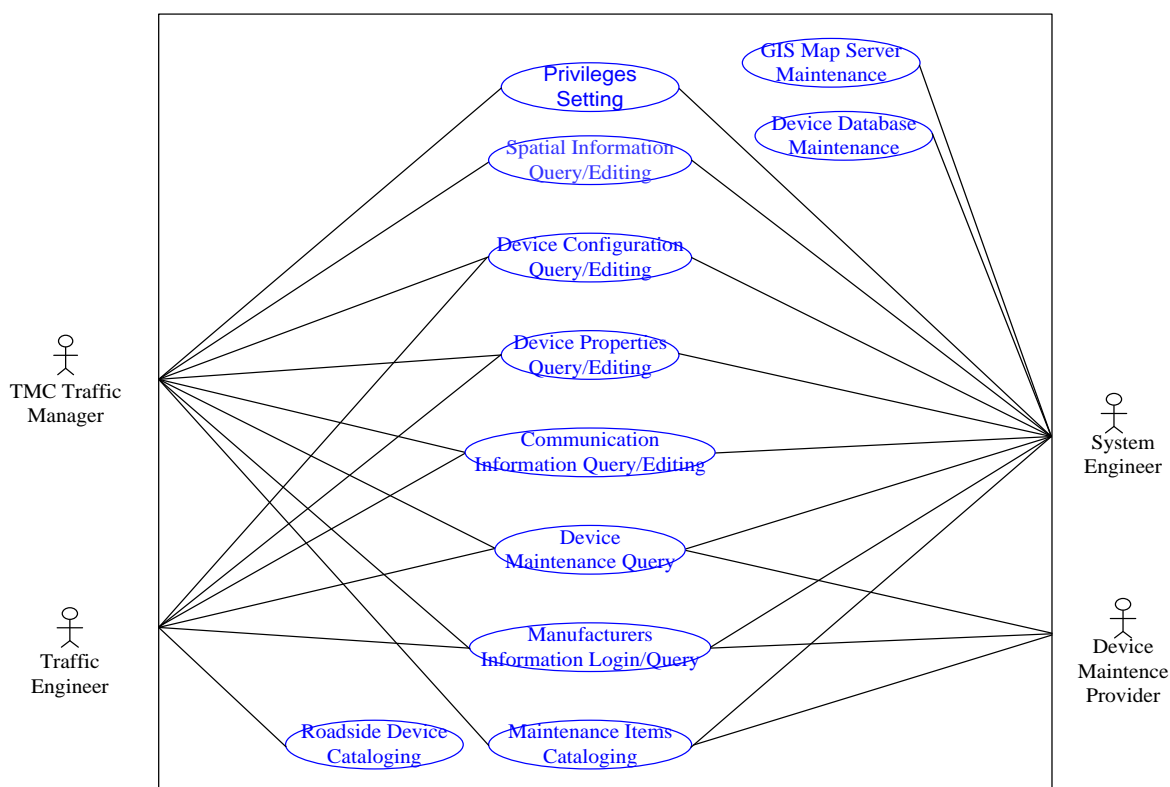 GIS Map Server
Maintenance
Privileges
Setting
Device Database
Maintenance
Spatial Information
Query/Editing
Device Configuration
Query/Editing
Device Properties
Query/Editing
TMC Traffic
Manager
Communication
Information Query/Editing
System
Engineer
Device
Maintenance Query
Manufacturers
Information Login/Query
Traffic
Engineer
Device
Maintence
Provider
Roadside Device
Cataloging
Maintenance Items
Cataloging